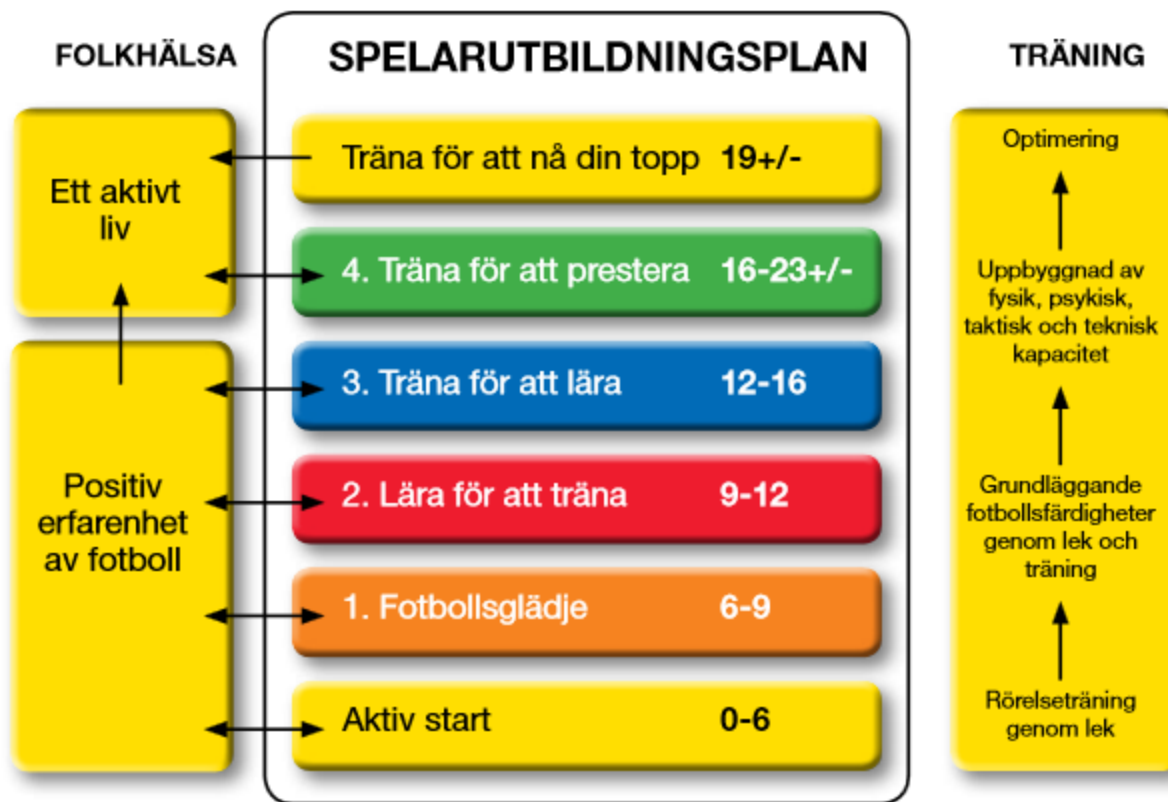 FOLKHÄLSA
Ett aktivt
liv
Positiv
erfarenhet
av fotboll
SPELARUTBILDNINGSPLAN
Träna för att nå din topp 19+/-
4. Träna för att prestera 16-23+/-
3. Träna för att lära 12-16
2. Lära för att träna 9-12
1. Fotbollsglädje 6-9
Aktiv start 0-6
TRÄNING
Optimering
Uppbyggnad av
fysik, psykisk,
taktisk och teknisk
kapacitet
Grundläggande
fotbollsfärdigheter
genom lek och
träning
Rörelseträning
genom lek